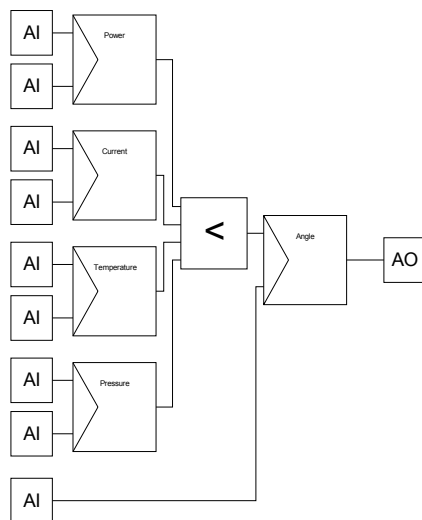 AI
Power
AI
AI
Current
AI
<
Angle
AI
Temperature
AO
AI
AI
Pressure
AI
AI